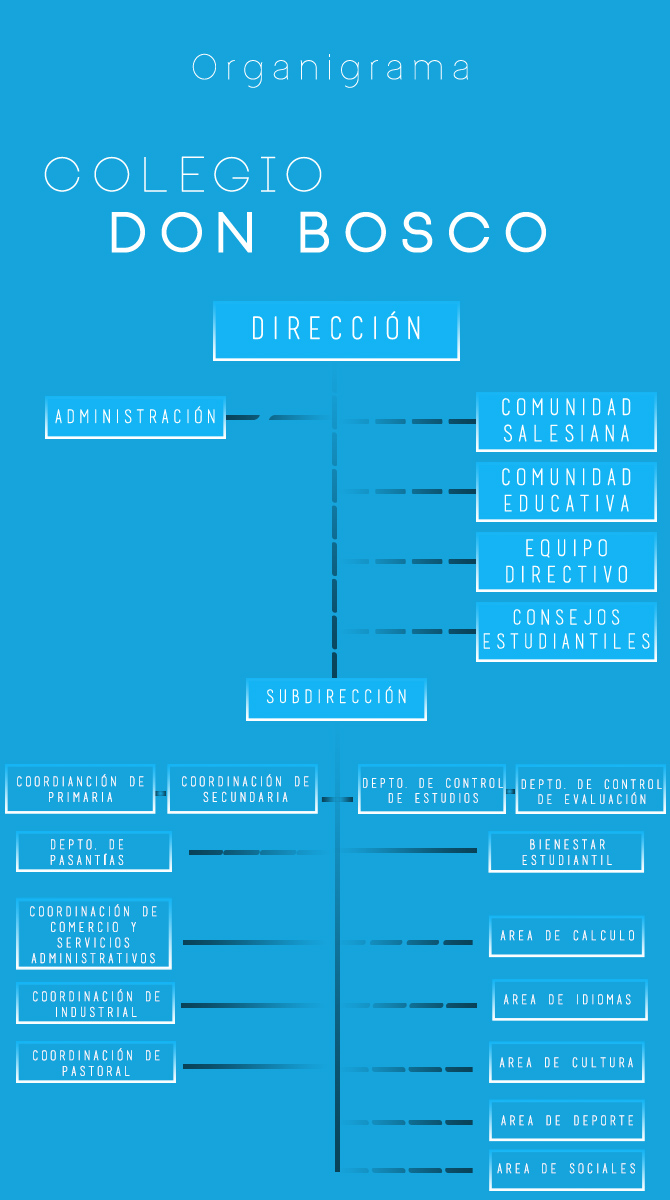 Organigrama
COLEGIO
DON BOSCO
DIRECCIÓN
ADMINISTRACIÓN
COMUNIDAD
SALESIANA
COMUNIDAD
EDUCATIVA
EQUIPO
DIRECTIVO
CONSEJOS
ESTUDIANTILES
SUBDIRECCIÓN
COORDIANCIÓN DE
PRIMARIA
COORDINACIÓN DE
SECUNDARIA
DEPTO. DE CONTROL
DE ESTUDIOS
DEPTO. DE CONTROL
DE EVALUACIÓN
DEPTO. DE
PASANTÍAS
BIENESTAR
ESTUDIANTIL
COORDINACIÓN DE
COMERCIO Y
SERVICIOS
ADMINISTRATIVOS
AREA DE CALCULO
COORDINACIÓN DE
INDUSTRIAL
AREA DE IDIOMAS
COORDINACIÓN DE
PASTORAL
AREA DE CULTURA
AREA DE DEPORTE
AREA DE SOCIALES